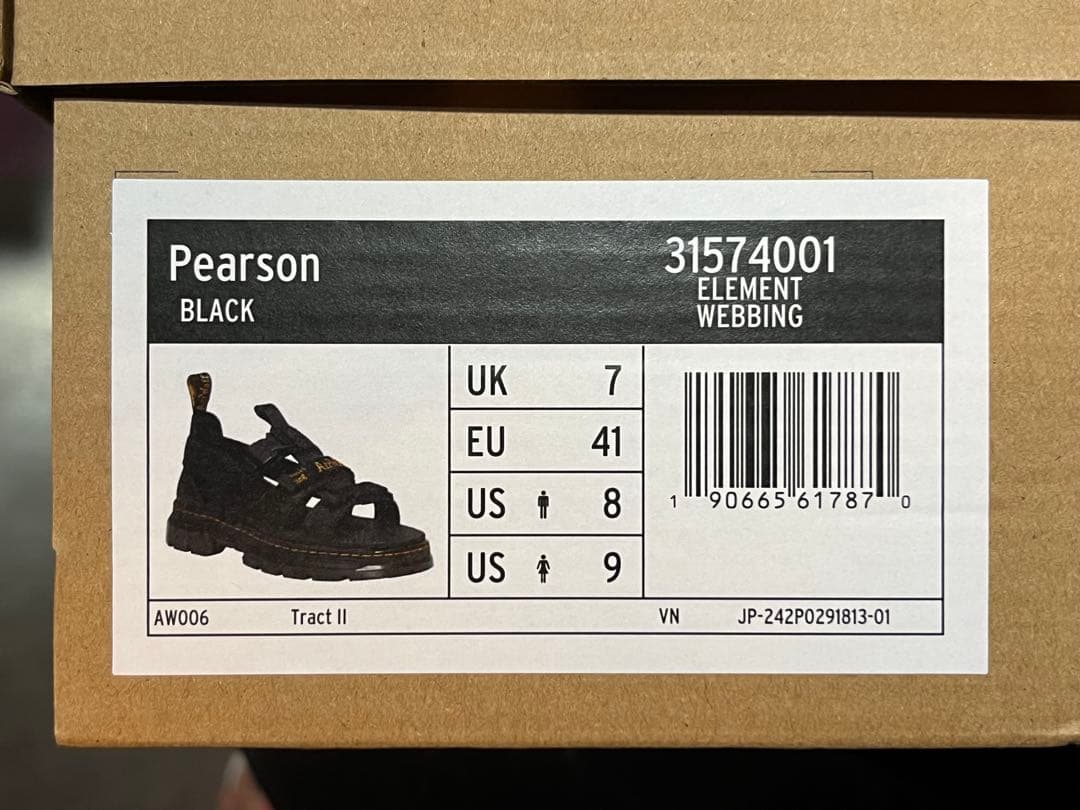 Pearson
BLACK
31574001
ELEMENT
WEBBING
UK 7
EU 41
US 8
US 9
1 90665 61787 0
AW006 Tract II VN JP-242P0291813-01